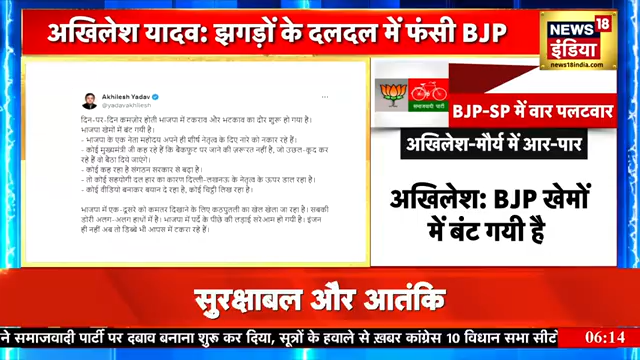 अखिलेश यादव: झगड़ों के दलदल में फंसी BJP
NEWS 18
इंडिया
www.news18india.com
Akhilesh Yadav
@yadavakhilesh
दिन-पर-दिन कमज़ोर होती भाजपा में टकराव और भटकाव का दौर शुरू हो गया है।
भाजपा खेमों में बंट गयी है।
- भाजपा के एक नेता महोदय अपने ही शीर्ष नेतृत्व के दिए नारे को नकार रहे हैं।
- कोई मुख्यमंत्री जी कह रहे हैं कि बैकफ़ुट पर जाने की ज़रूरत नहीं है, जो उछल-कूद कर
रहे हैं वो बैठा दिये जाएंगे।
- कोई कह रहा है संगठन सरकार से बड़ा है।
- तो कोई सहयोगी दल हार का कारण दिल्ली-लखनऊ के नेतृत्व के ऊपर डाल रहा है।
- कोई वीडियो बनाकर बयान दे रहा है, कोई चिट्ठी लिख रहा है।
भाजपा में एक-दूसरे को कमतर दिखाने के लिए कठपुतली का खेल खेला जा रहा है। सबकी
डोरी अलग-अलग हाथों में है। भाजपा में पर्दे के पीछे की लड़ाई सरेआम हो गयी है। इंजन
ही नहीं अब तो डिब्बे भी आपस में टकरा रहे हैं।
समाजवादी पार्टी
BJP-SP में वार पलटवार
अखिलेश-मौर्य में आर-पार
अखिलेश: BJP खेमों
में बंट गयी है
सुरक्षाबल और आतंकि
ने समाजवादी पार्टी पर दबाव बनाना शुरू कर दिया, सूत्रों के हवाले से ख़बर कांग्रेस 10 विधान सभा सीटों
06:14